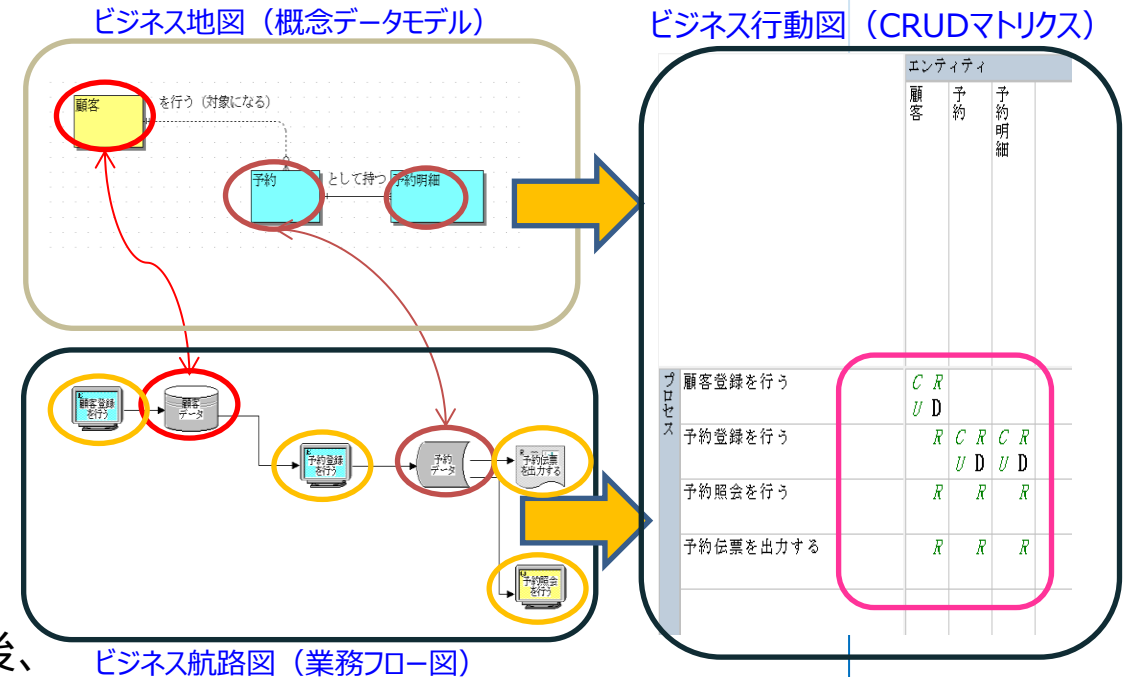 ビジネス地図（概念データモデル）
ビジネス行動図（CRUDマトリクス）
顧客
を行う（対象になる）
予約
として持つ
予約明細
エンティティ
顧客
予約
予約明細
プロセス
顧客登録を行う
C R
U D
予約登録を行う
R C R C R
U D U D
予約照会を行う
R R R
予約伝票を出力する
R R R
顧客登録
を行う
顧客
データ
予約登録
を行う
予約
データ
予約伝票
を出力する
予約照会
を行う
後、
ビジネス航路図（業務フロー図）